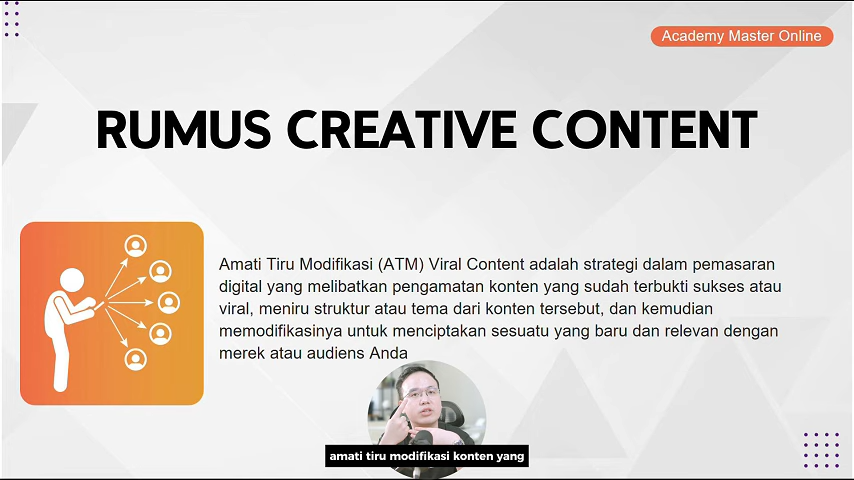 Academy Master Online
RUMUS CREATIVE CONTENT
Amati Tiru Modifikasi (ATM) Viral Content adalah strategi dalam pemasaran
digital yang melibatkan pengamatan konten yang sudah terbukti sukses atau
viral, meniru struktur atau tema dari konten tersebut, dan kemudian
memodifikasinya untuk menciptakan sesuatu yang baru dan relevan dengan
merek atau audiens Anda
amati tiru modifikasi konten yang